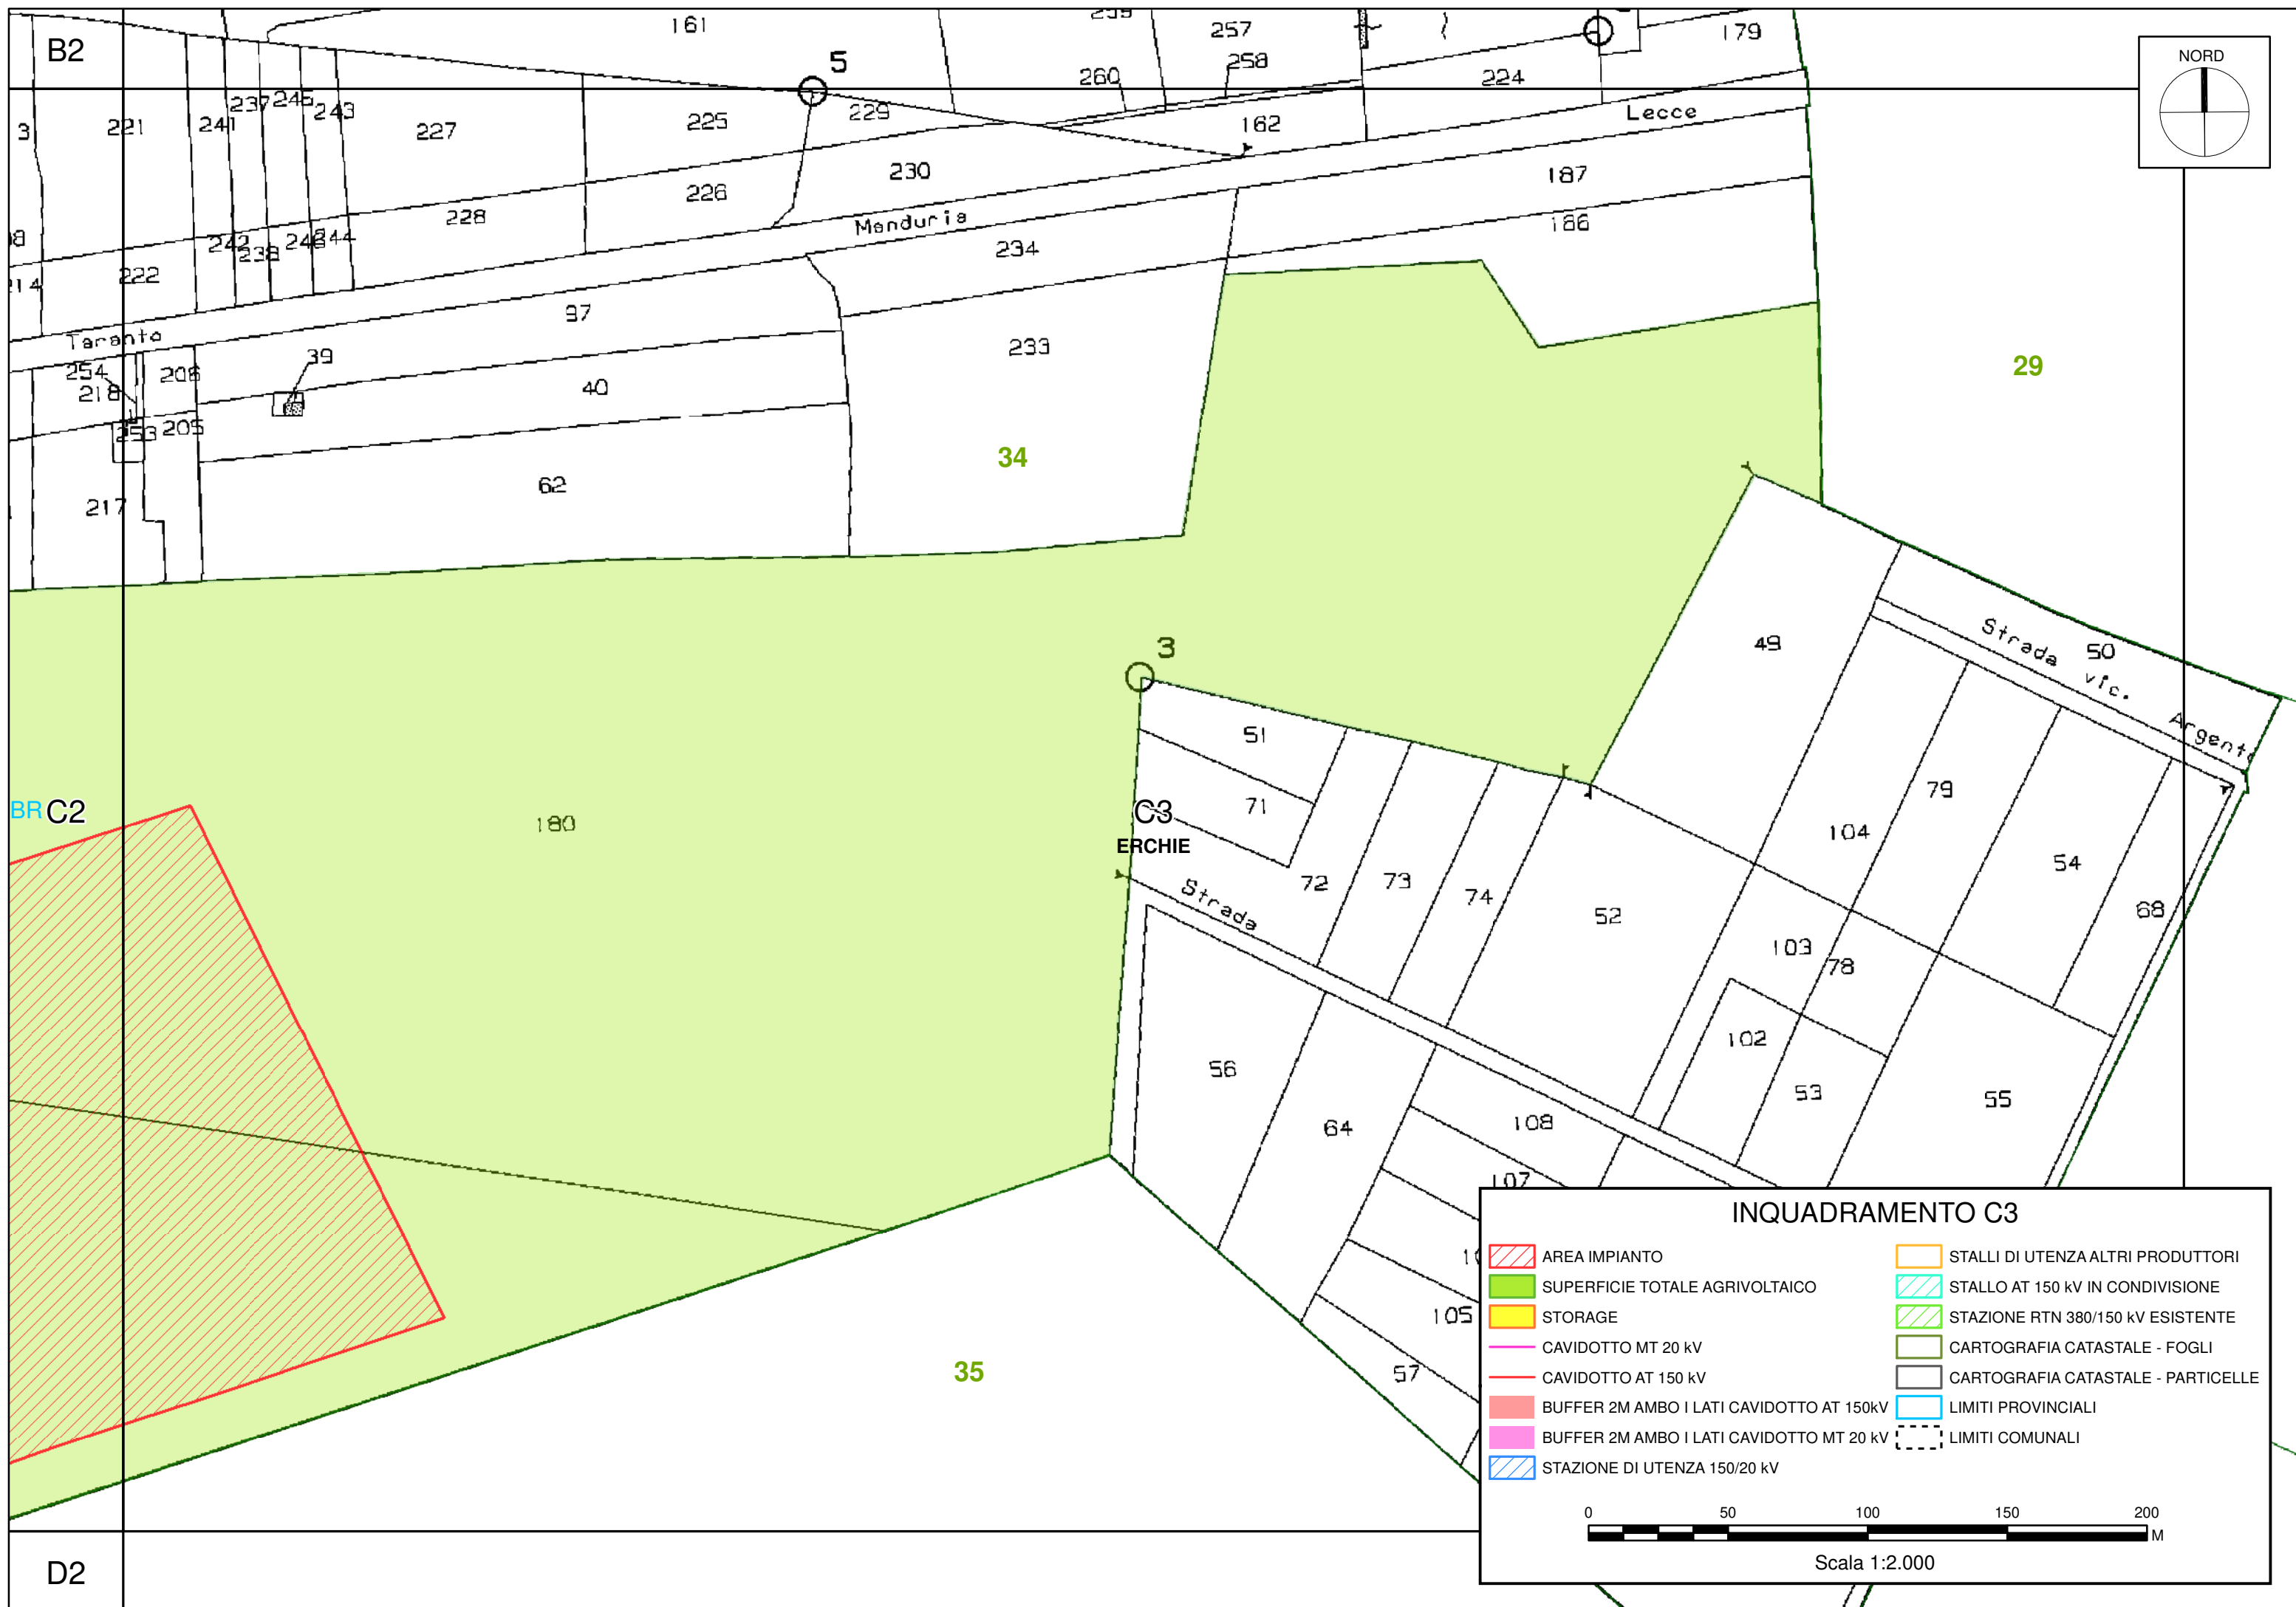 B2
161
257
258
260
179
224
NORD
5
3
221
241
237
245
243
227
225
229
162
Lecce
230
226
228
187
186
Manduria
234
242
238
244
222
214
97
233
Taranto
39
254
218
206
40
253
205
29
34
62
217
3
49
Strada vic. Argento
50
51
71
C3
ERCHIE
BR
C2
180
79
104
54
68
72
73
74
52
Strada
103
78
102
53
55
56
64
108
107
105
57
35
D2
INQUADRAMENTO C3
AREA IMPIANTO
SUPERFICIE TOTALE AGRIVOLTAICO
STORAGE
CAVIDOTTO MT 20 kV
CAVIDOTTO AT 150 kV
BUFFER 2M AMBO I LATI CAVIDOTTO AT 150kV
BUFFER 2M AMBO I LATI CAVIDOTTO MT 20 kV
STAZIONE DI UTENZA 150/20 kV
STALLI DI UTENZA ALTRI PRODUTTORI
STALLO AT 150 kV IN CONDIVISIONE
STAZIONE RTN 380/150 kV ESISTENTE
CARTOGRAFIA CATASTALE - FOGLI
CARTOGRAFIA CATASTALE - PARTICELLE
LIMITI PROVINCIALI
LIMITI COMUNALI
0 50 100 150 200
M
Scala 1:2.000